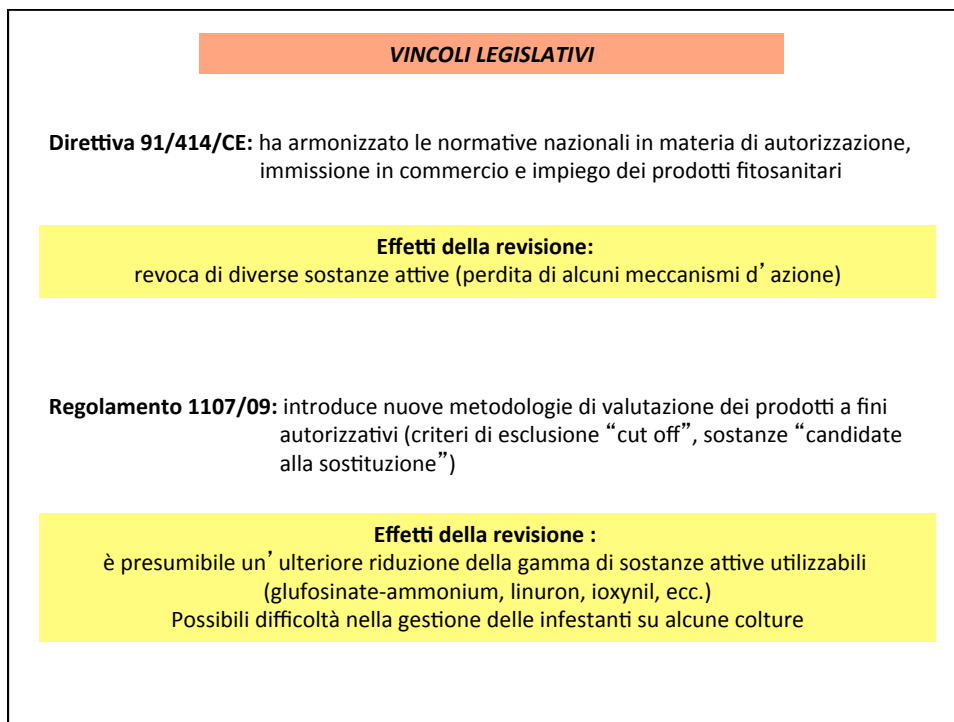 VINCOLI LEGISLATIVI
Direttiva 91/414/CE: ha armonizzato le normative nazionali in materia di autorizzazione,
immissione in commercio e impiego dei prodotti fitosanitari
Effetti della revisione:
revoca di diverse sostanze attive (perdita di alcuni meccanismi d’ azione)
Regolamento 1107/09: introduce nuove metodologie di valutazione dei prodotti a fini
autorizzativi (criteri di esclusione “cut off”, sostanze “candidate
alla sostituzione”)
Effetti della revisione :
è presumibile un’ ulteriore riduzione della gamma di sostanze attive utilizzabili
(glufosinate-ammonium, linuron, ioxynil, ecc.)
Possibili difficoltà nella gestione delle infestanti su alcune colture